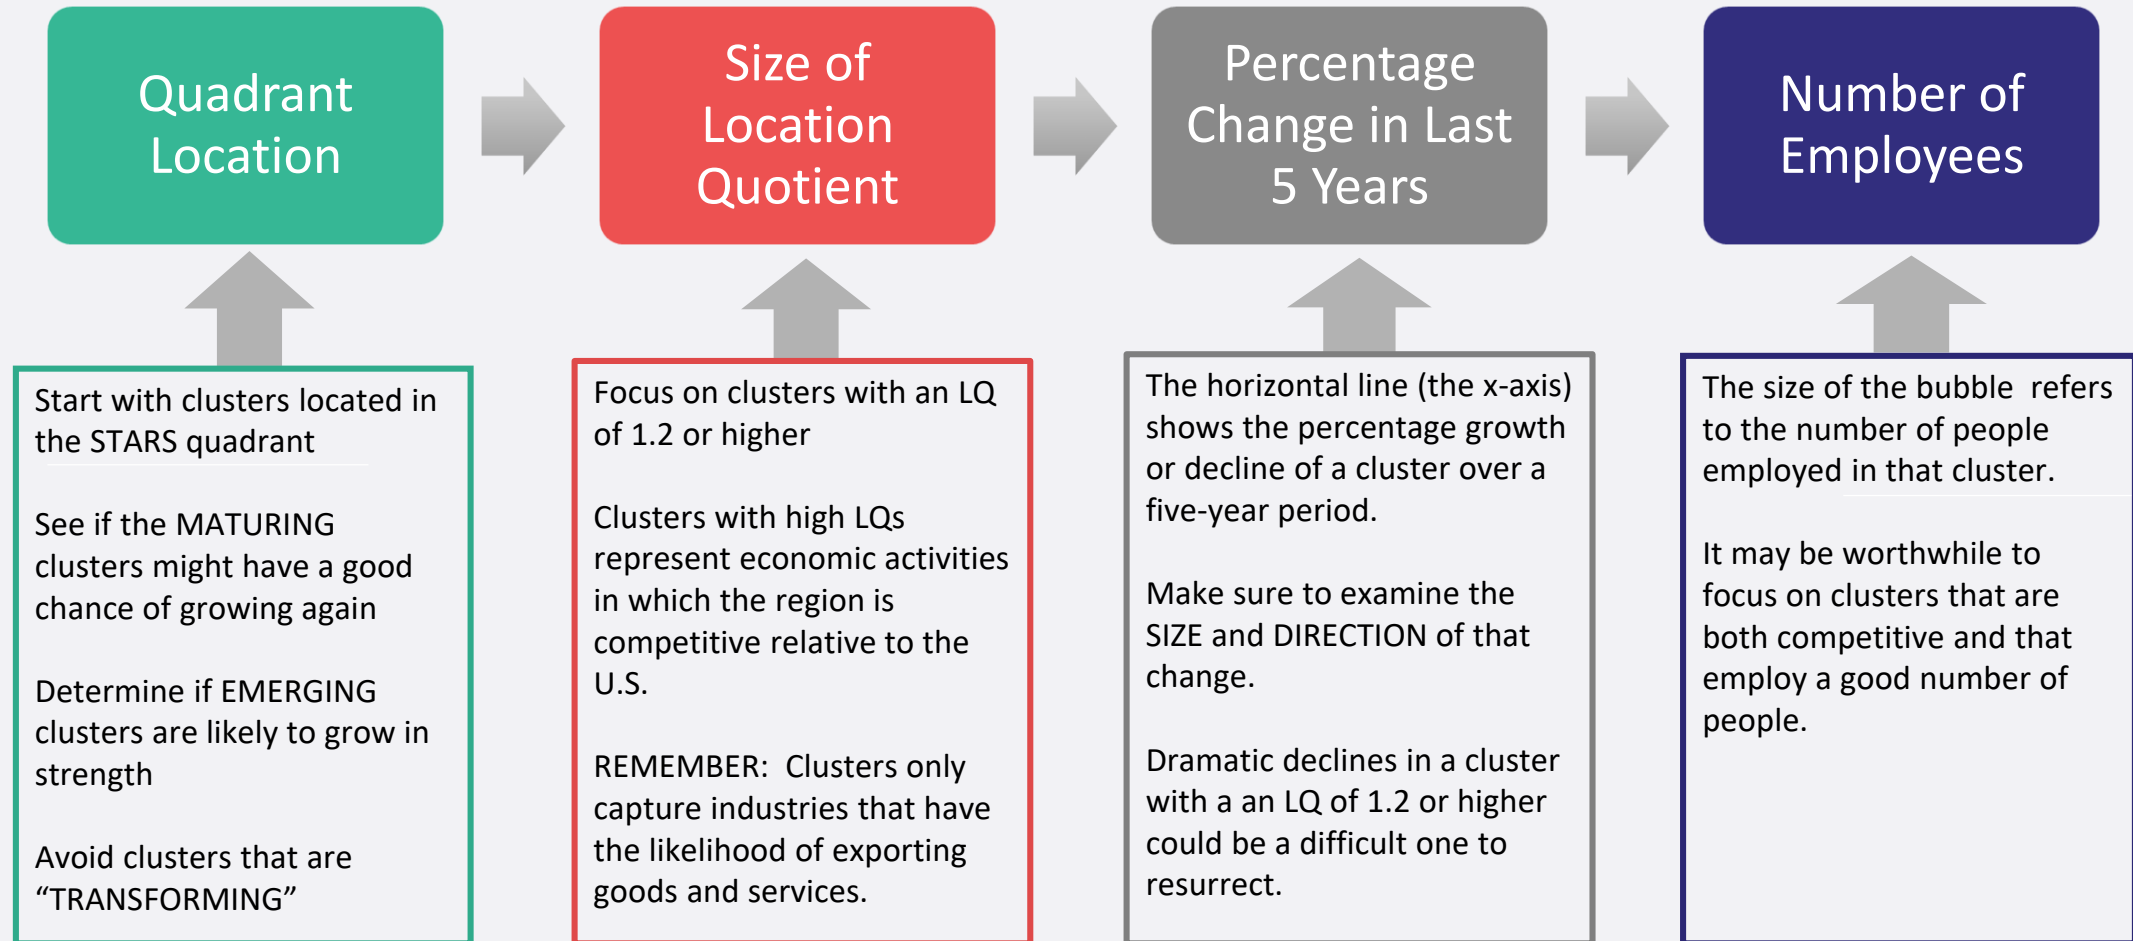 Quadrant
Location
Size of
Location
Quotient
Percentage
Change in Last
5 Years
Number of
Employees
Start with clusters located in
the STARS quadrant
See if the MATURING
clusters might have a good
chance of growing again
Determine if EMERGING
clusters are likely to grow in
strength
Avoid clusters that are
“TRANSFORMING”
Focus on clusters with an LQ
of 1.2 or higher
Clusters with high LQs
represent economic activities
in which the region is
competitive relative to the
U.S.
REMEMBER:  Clusters only
capture industries that have
the likelihood of exporting
goods and services.
The horizontal line (the x-axis)
shows the percentage growth
or decline of a cluster over a
five-year period.
Make sure to examine the
SIZE and DIRECTION of that
change.
Dramatic declines in a cluster
with a an LQ of 1.2 or higher
could be a difficult one to
resurrect.
The size of the bubble  refers
to the number of people
employed in that cluster.
It may be worthwhile to
focus on clusters that are
both competitive and that
employ a good number of
people.